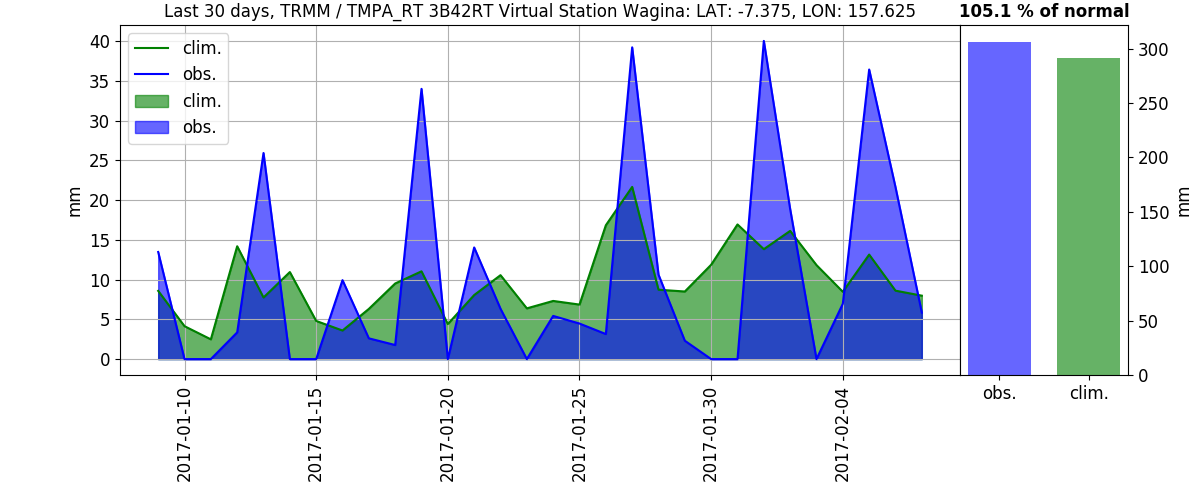 Last 30 days, TRMM / TMPA_RT 3B42RT Virtual Station Wagina: LAT: -7.375, LON: 157.625
105.1 % of normal
clim.
obs.
clim.
obs.
40
35
30
25
20
15
10
5
0
mm
2017-01-10
2017-01-15
2017-01-20
2017-01-25
2017-01-30
2017-02-04
300
250
200
150
100
50
0
mm
obs.
clim.